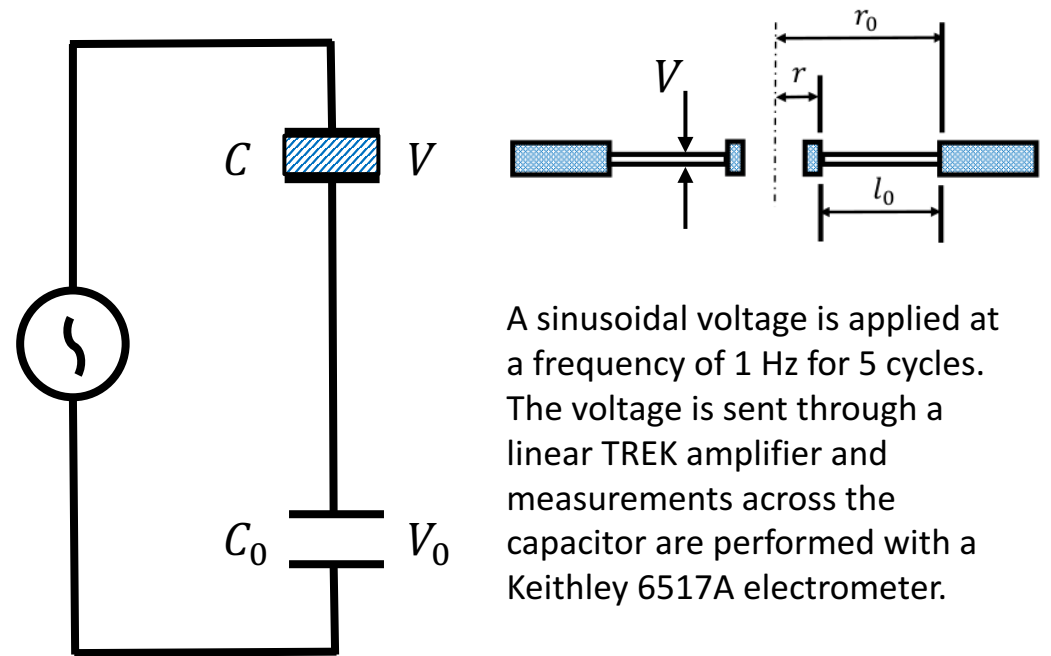 C
V
C₀
V₀
V
r₀
r
l₀
A sinusoidal voltage is applied at
a frequency of 1 Hz for 5 cycles.
The voltage is sent through a
linear TREK amplifier and
measurements across the
capacitor are performed with a
Keithley 6517A electrometer.